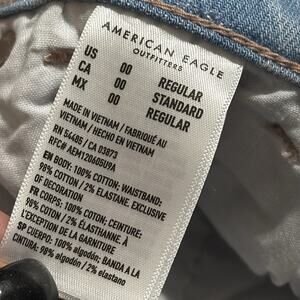 AMERICAN EAGLE
OUTFITTERS
US 00 REGULAR
CA 00 STANDARD
MX 00 REGULAR
MADE IN VIETNAM / FABRIQUÉ AU
VIETNAM / HECHO EN VIETNAM
RN 54485 / CA 03873
RFC# AEM120605U9A
EN BODY: 100% COTTON; WAISTBAND:
98% COTTON / 2% ELASTANE. EXCLUSIVE
OF DECORATION
FR CORPS: 100% COTON; CEINTURE:
98% COTON / 2% ÉLASTHANNE. À
L'EXCEPTION DE LA GARNITURE
SP CUERPO: 100% algodón; BANDA A LA
CINTURA: 98% algodón / 2% elastano